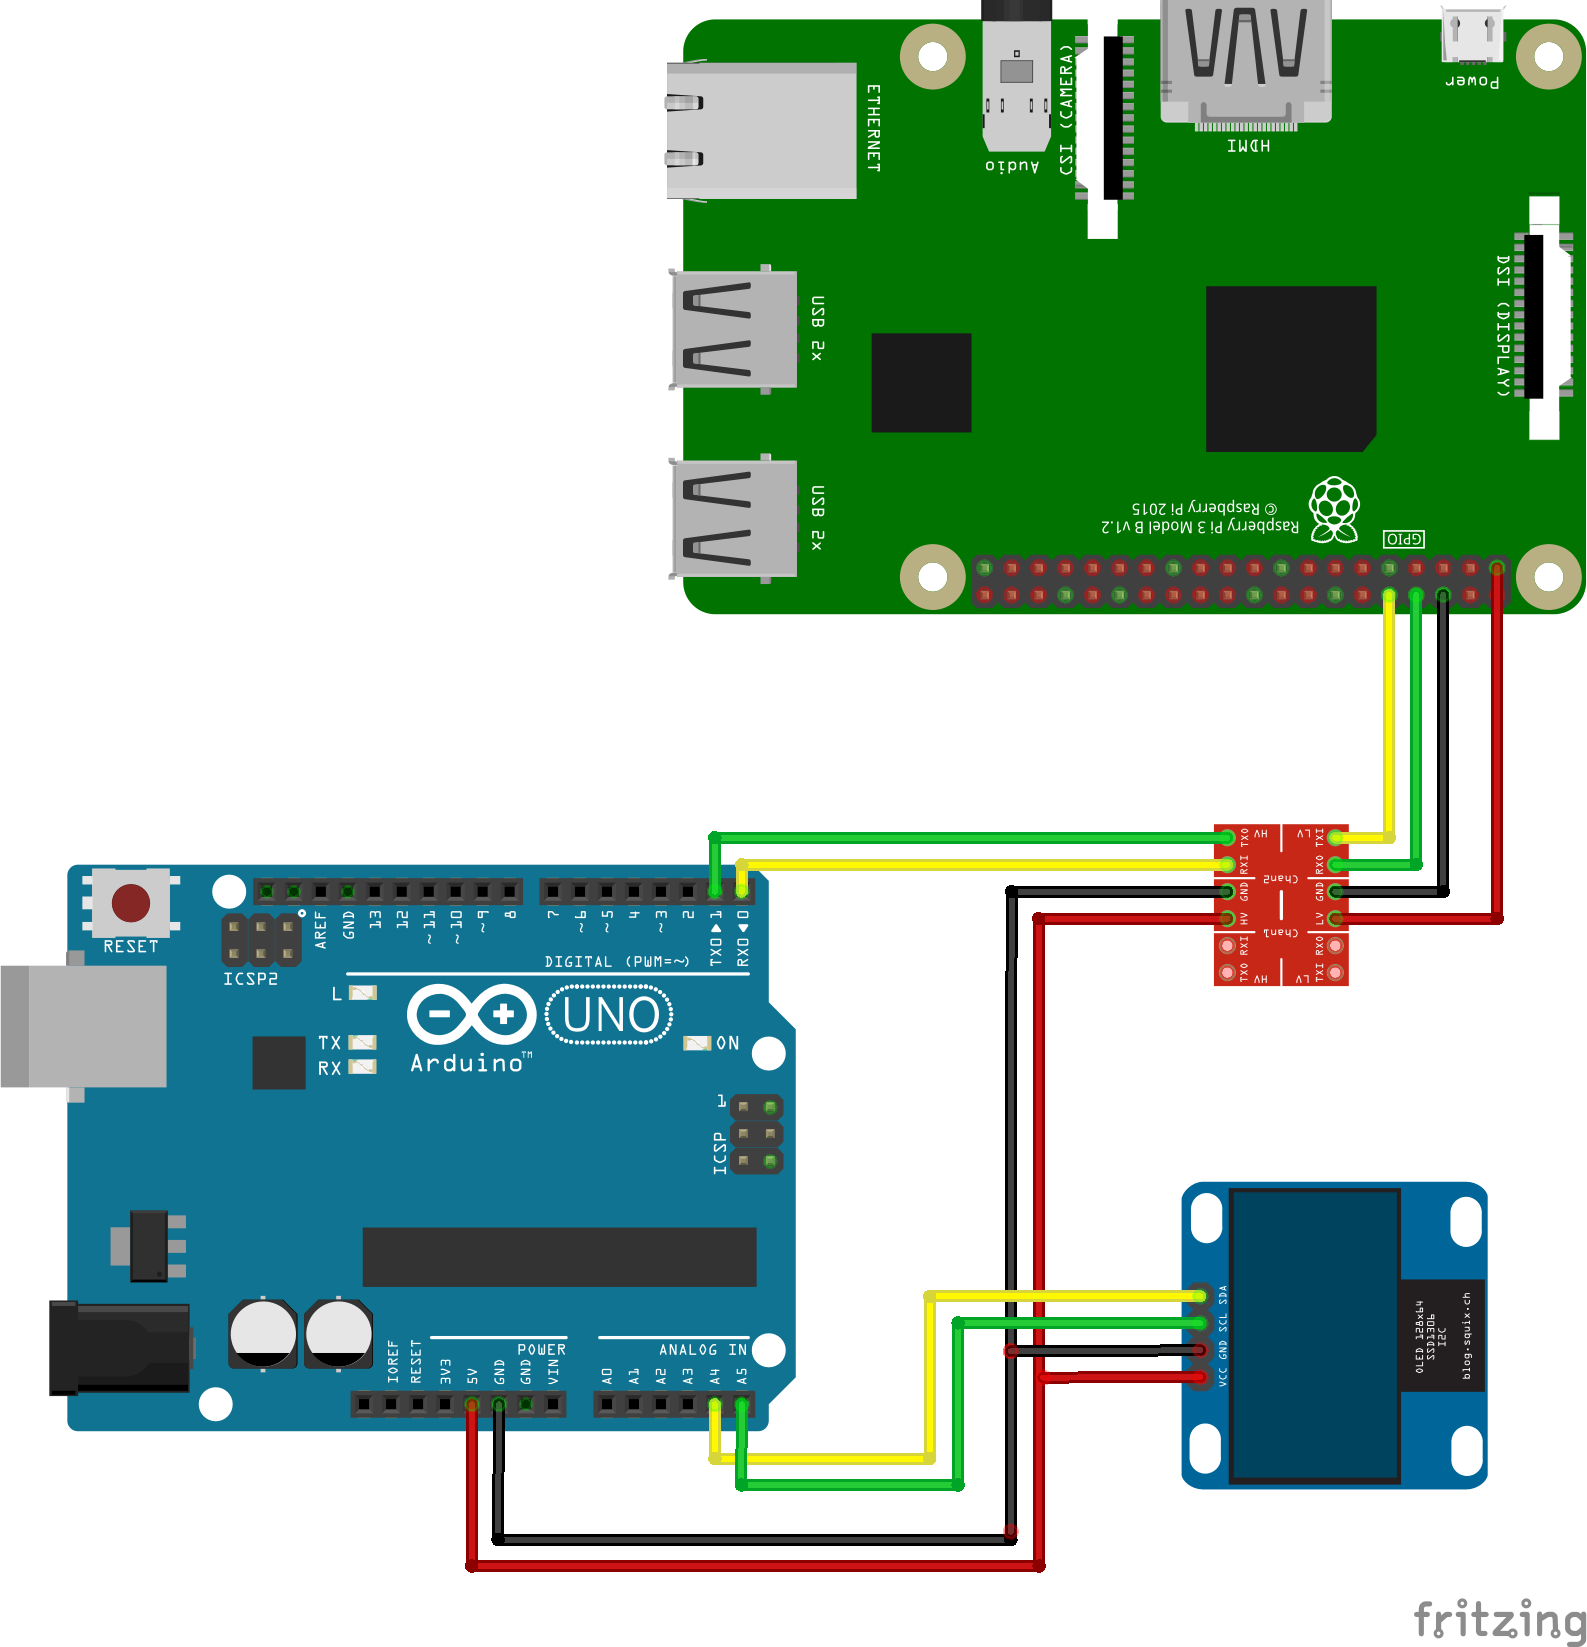 ETHERNET
Audio
CSI (CAMERA)
HDMI
Power
USB 2x
DSI (DISPLAY)
USB 2x
© Raspberry Pi 2015
Raspberry Pi 3 Model B v1.2
GPIO
TXO
HV
LV
TXI
RXI
RXO
Chan2
GND
GND
HV
LV
Chan1
RXI
RXO
TXO
HV
LV
TXI
RESET
ICSP2
AREF
GND
13
12
~11
~10
~9
8
7
~6
~5
4
~3
2
TX0▶1
RX0◀0
DIGITAL (PWM=~)
L
TX
RX
Arduino™
UNO
ON
1
ICSP
IOREF
RESET
3V3
5V
GND
GND
VIN
POWER
ANALOG IN
A0
A1
A2
A3
A4
A5
SDA
SCL
GND
VCC
OLED 128x64
SSD1306
I2C
blog.squix.ch
fritzing